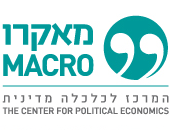 מאקרו
MACRO
המרכז לכלכלה מדינית
THE CENTER FOR POLITICAL ECONOMICS